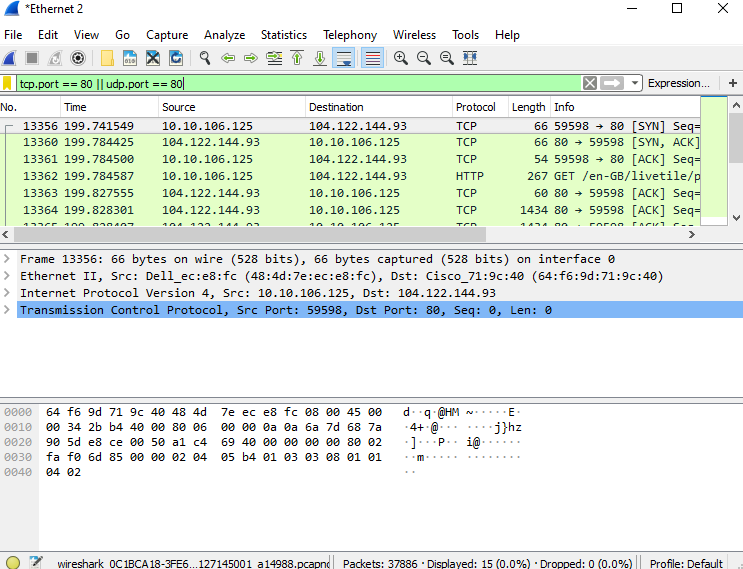 *Ethernet 2
File Edit View Go Capture Analyze Statistics Telephony Wireless Tools Help
tcp.port == 80 || udp.port == 80
Expression… +
No. Time Source Destination Protocol Length Info
13356 199.741549 10.10.106.125 104.122.144.93 TCP 66 59598 → 80 [SYN] Seq=
13360 199.784425 104.122.144.93 10.10.106.125 TCP 66 80 → 59598 [SYN, ACK]
13361 199.784500 10.10.106.125 104.122.144.93 TCP 54 59598 → 80 [ACK] Seq=
13362 199.784587 10.10.106.125 104.122.144.93 HTTP 267 GET /en-GB/livetile/p
13363 199.827555 104.122.144.93 10.10.106.125 TCP 60 80 → 59598 [ACK] Seq=
13364 199.828301 104.122.144.93 10.10.106.125 TCP 1434 80 → 59598 [ACK] Seq=
Frame 13356: 66 bytes on wire (528 bits), 66 bytes captured (528 bits) on interface 0
Ethernet II, Src: Dell_ec:e8:fc (48:4d:7e:ec:e8:fc), Dst: Cisco_71:9c:40 (64:f6:9d:71:9c:40)
Internet Protocol Version 4, Src: 10.10.106.125, Dst: 104.122.144.93
Transmission Control Protocol, Src Port: 59598, Dst Port: 80, Seq: 0, Len: 0
0000 64 f6 9d 71 9c 40 48 4d 7e ec e8 fc 08 00 45 00 d··q·@HM ~·····E·
0010 00 34 2b b4 40 00 80 06 00 00 0a 0a 6a 7d 68 7a ·4+·@··· ····j}hz
0020 90 5d e8 ce 00 50 a1 c4 69 40 00 00 00 00 80 02 ·]···P·· i@······
0030 fa f0 6d 85 00 00 02 04 05 b4 01 03 03 08 01 01 ··m····· ········
0040 04 02 ··
wireshark_0C1BCA18-3FE6…127145001_a14988.pcapng Packets: 37886 · Displayed: 15 (0.0%) · Dropped: 0 (0.0%) Profile: Default